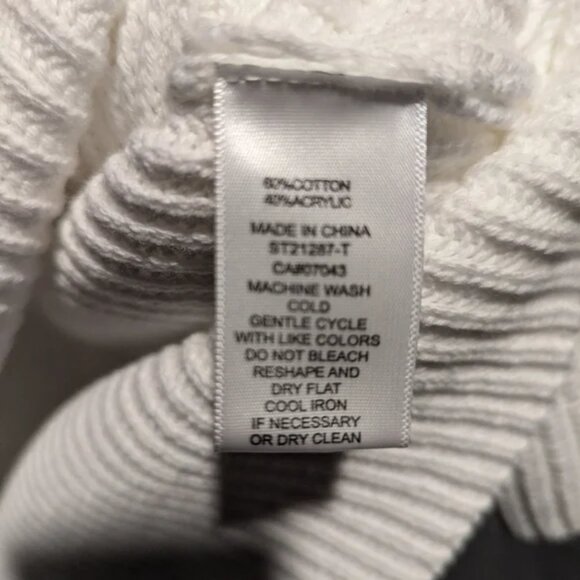 60%COTTON
40%ACRYLIC
MADE IN CHINA
ST21287-T
CA#07043
MACHINE WASH
COLD
GENTLE CYCLE
WITH LIKE COLORS
DO NOT BLEACH
RESHAPE AND
DRY FLAT
COOL IRON
IF NECESSARY
OR DRY CLEAN